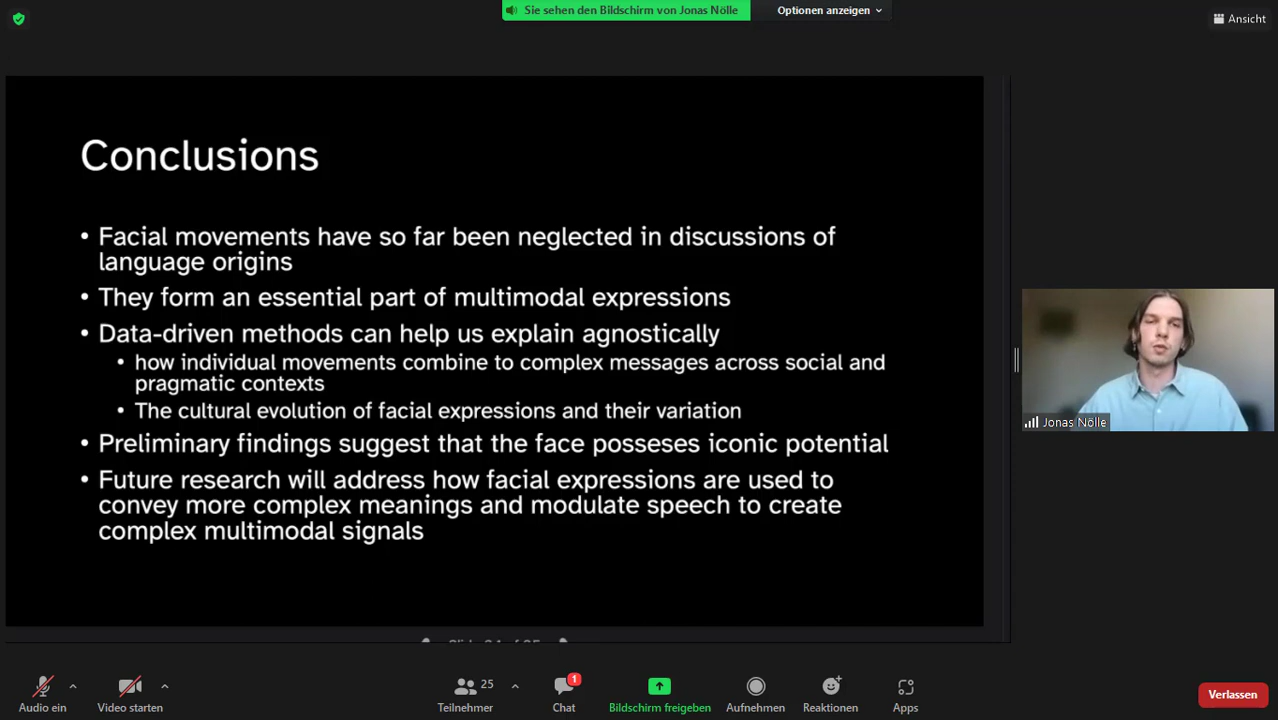 Sie sehen den Bildschirm von Jonas Nölle
Optionen anzeigen
Ansicht
Conclusions
• Facial movements have so far been neglected in discussions of
language origins
• They form an essential part of multimodal expressions
• Data-driven methods can help us explain agnostically
• how individual movements combine to complex messages across social and
pragmatic contexts
• The cultural evolution of facial expressions and their variation
• Preliminary findings suggest that the face posseses iconic potential
• Future research will address how facial expressions are used to
convey more complex meanings and modulate speech to create
complex multimodal signals
Jonas Nölle
Audio ein
Video starten
25
Teilnehmer
1
Chat
Bildschirm freigeben
Aufnehmen
Reaktionen
Apps
Verlassen